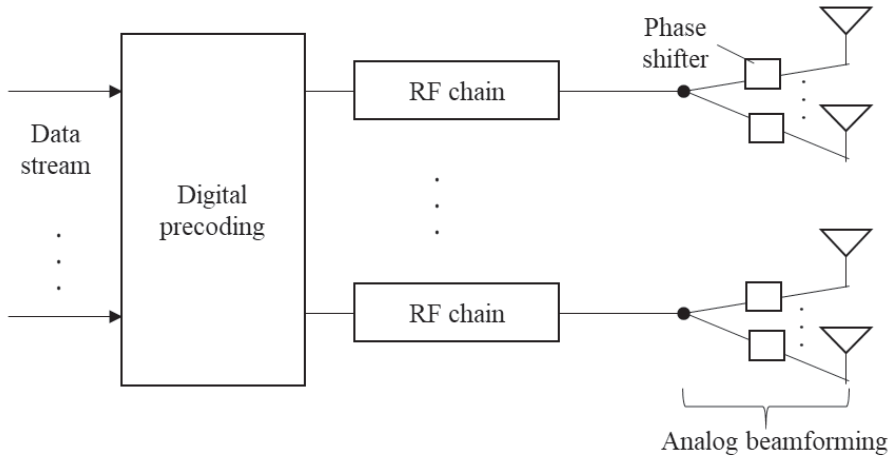 Phase
shifter
RF chain
Data
stream
Digital
precoding
RF chain
Analog beamforming